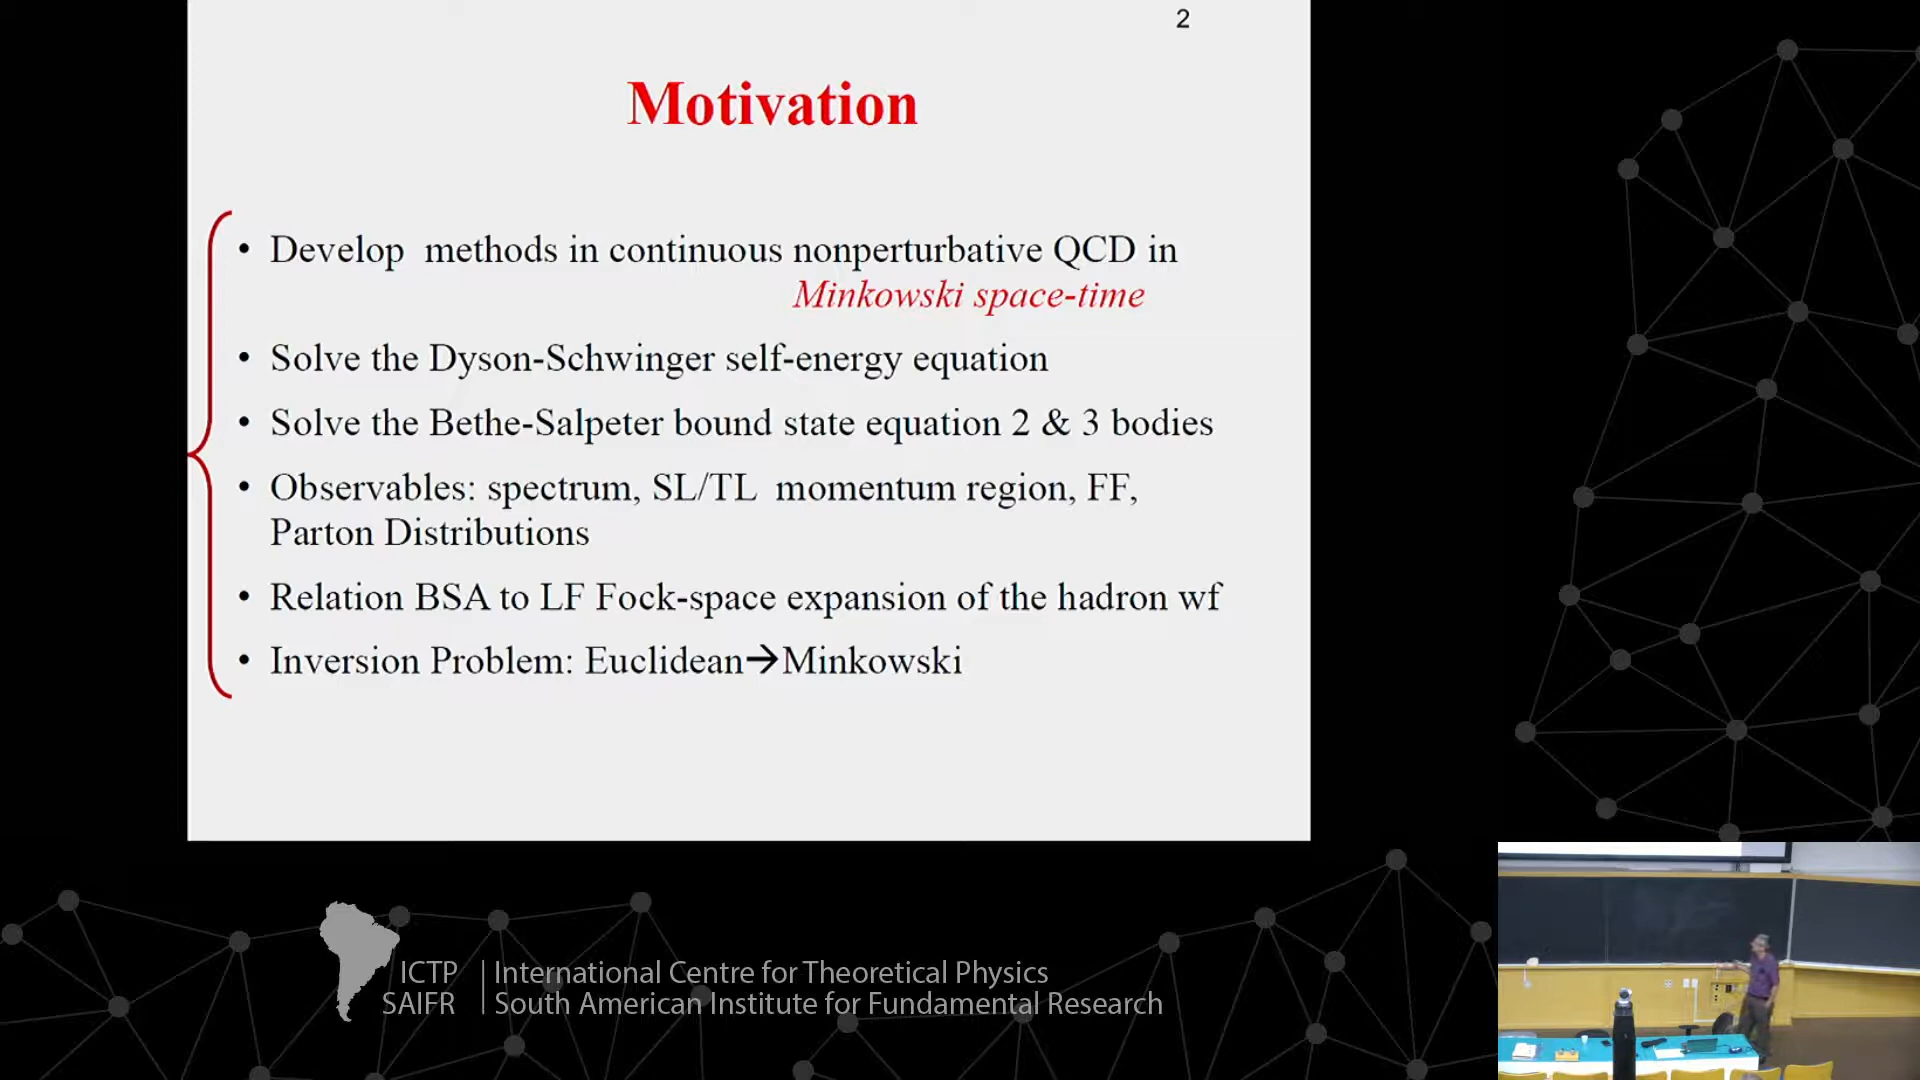 2
Motivation
• Develop methods in continuous nonperturbative QCD in
Minkowski space-time
• Solve the Dyson-Schwinger self-energy equation
• Solve the Bethe-Salpeter bound state equation 2 & 3 bodies
• Observables: spectrum, SL/TL momentum region, FF,
Parton Distributions
• Relation BSA to LF Fock-space expansion of the hadron wf
• Inversion Problem: Euclidean→Minkowski
ICTP | International Centre for Theoretical Physics
SAIFR | South American Institute for Fundamental Research